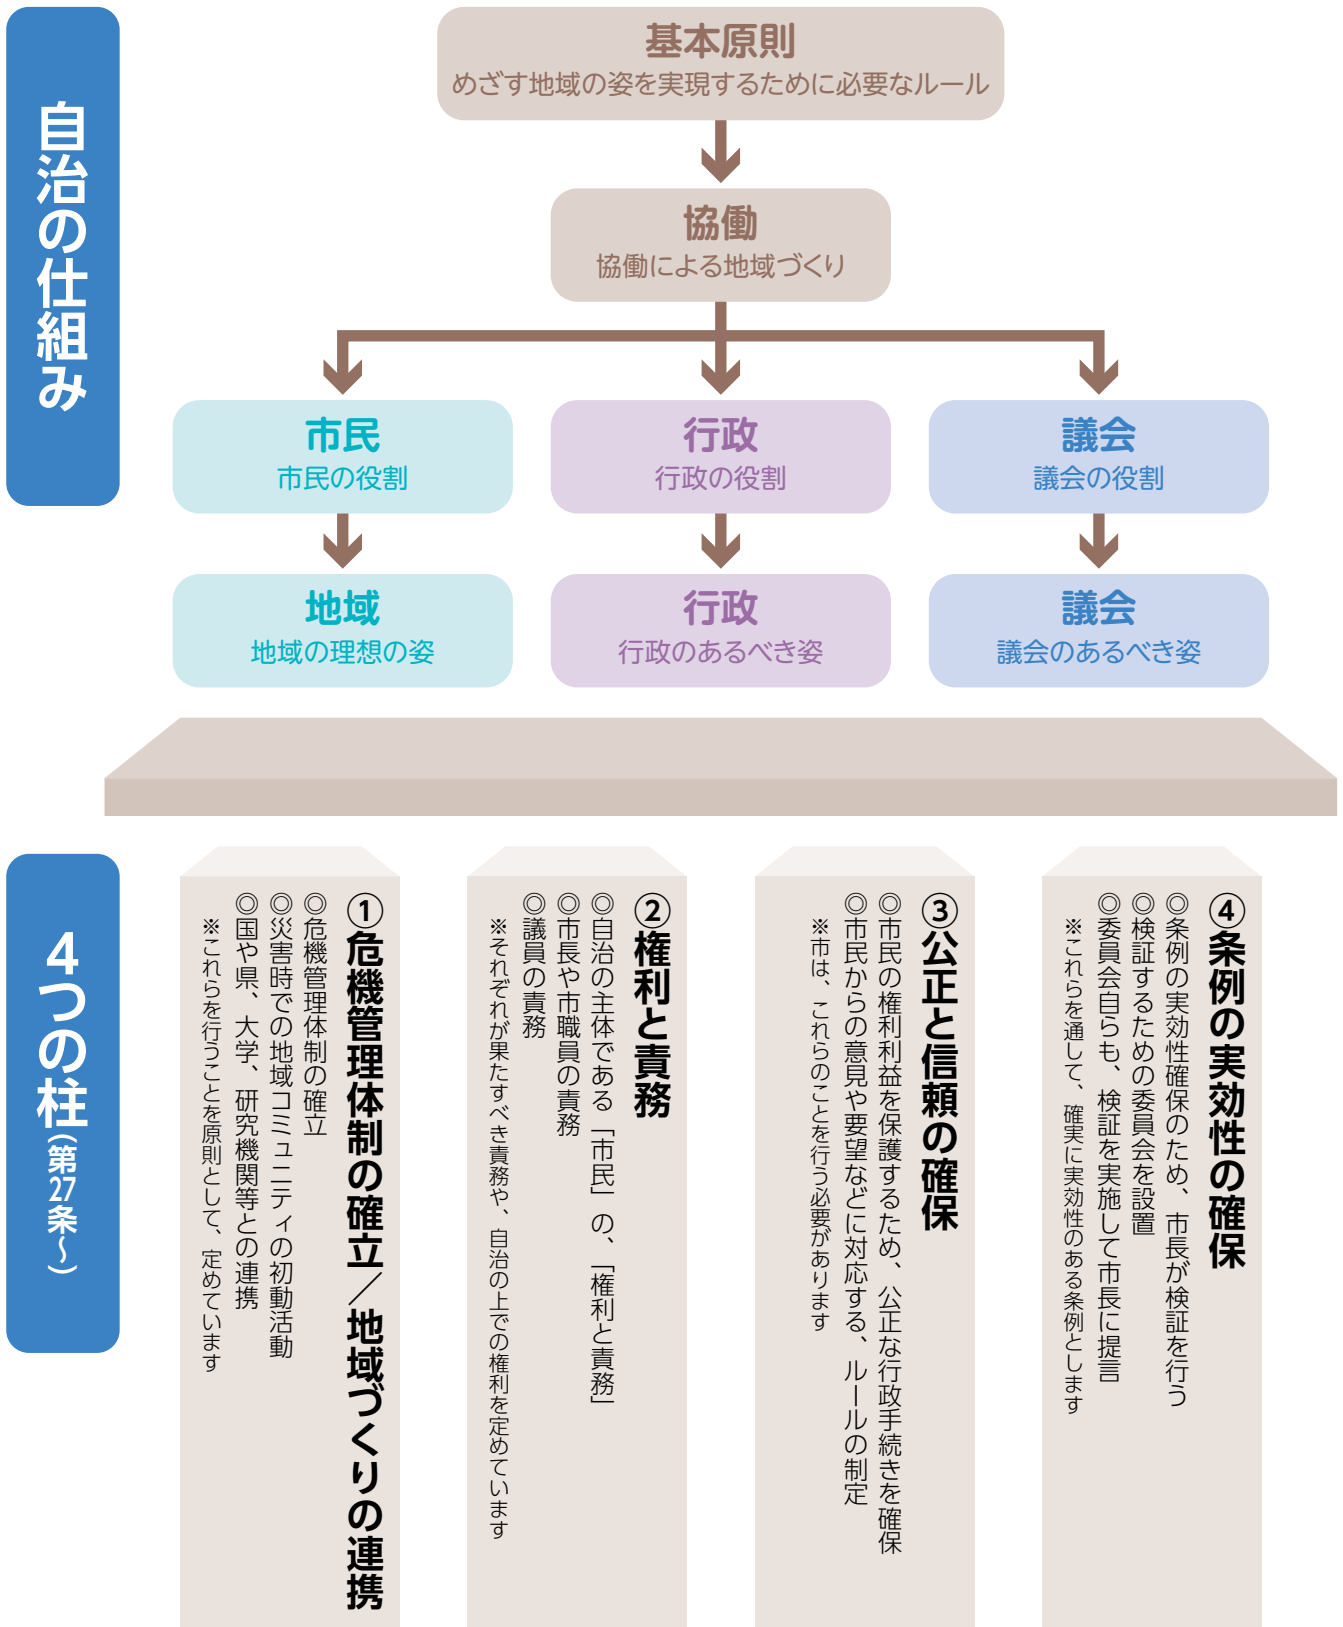 自治の仕組み
基本原則
めざす地域の姿を実現するために必要なルール
協働
協働による地域づくり
市民
市民の役割
行政
行政の役割
議会
議会の役割
地域
地域の理想の姿
行政
行政のあるべき姿
議会
議会のあるべき姿
4つの柱(第27条~)
①危機管理体制の確立/地域づくりの連携
◎危機管理体制の確立
◎災害時での地域コミュニティの初動活動
◎国や県、大学、研究機関等との連携
※これらを行うことを原則として、定めています
②権利と責務
◎自治の主体である「市民」の、「権利と責務」
◎市長や市職員の責務
◎議員の責務
※それぞれが果たすべき責務や、自治の上での権利を定めています
③公正と信頼の確保
◎市民の権利利益を保護するため、公正な行政手続きを確保
◎市民からの意見や要望などに対応する、ルールの制定
※市は、これらのことを行う必要があります
④条例の実効性の確保
◎条例の実効性確保のため、市長が検証を行う
◎検証するための委員会を設置
◎委員会自らも、検証を実施して市長に提言
※これらを通して、確実に実効性のある条例とします